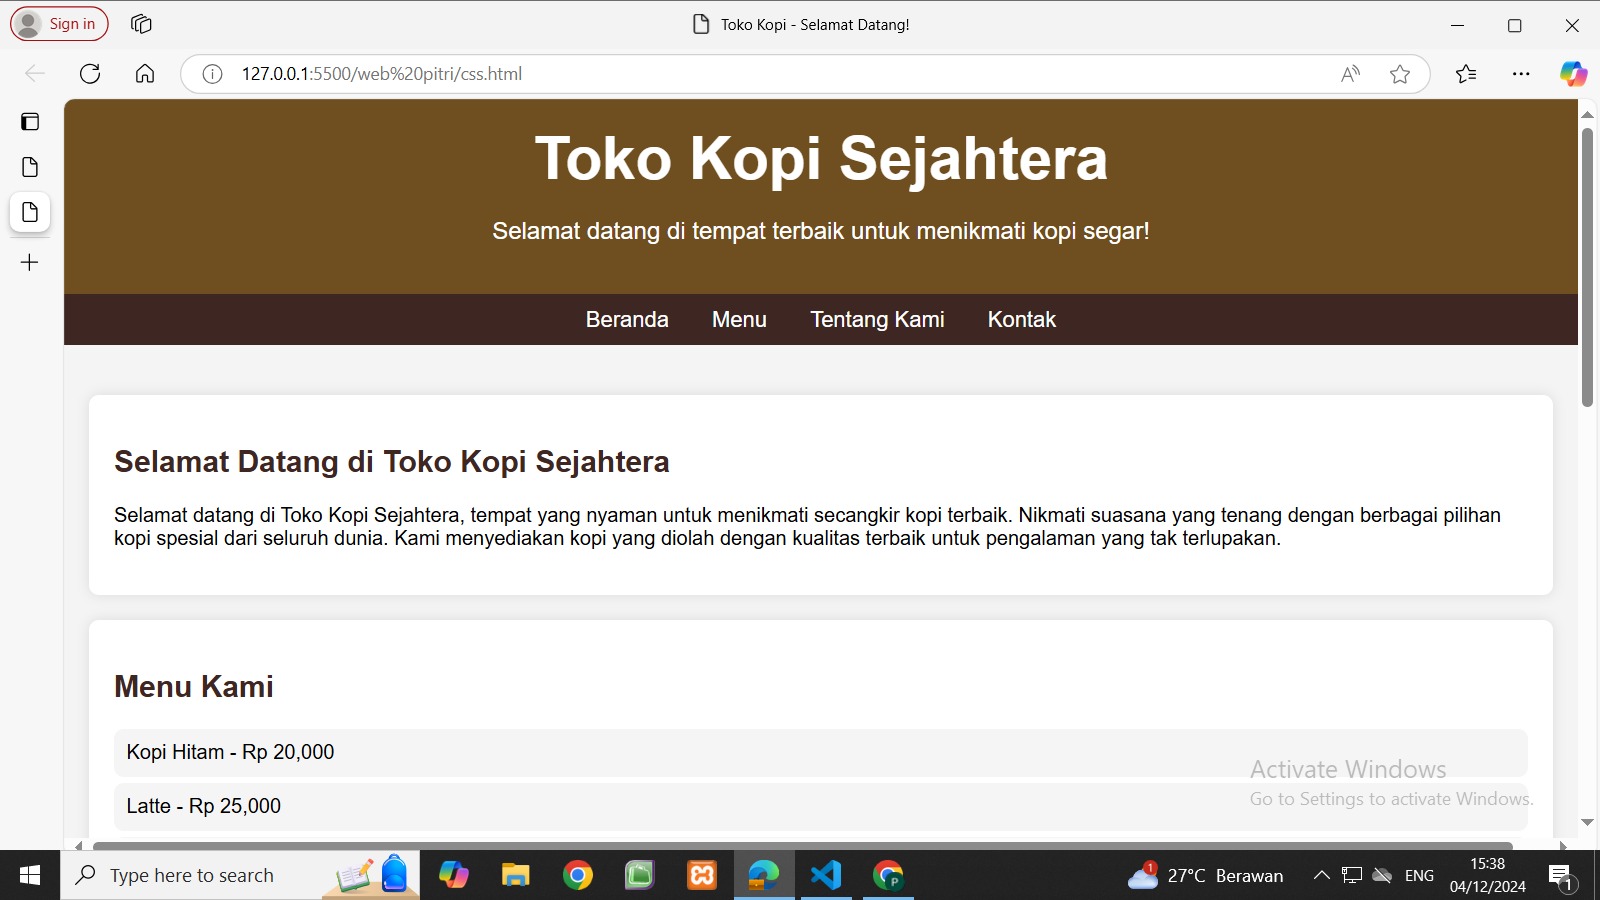 Sign in
Toko Kopi - Selamat Datang!
127.0.0.1:5500/web%20pitri/css.html
Toko Kopi Sejahtera
Selamat datang di tempat terbaik untuk menikmati kopi segar!
Beranda Menu Tentang Kami Kontak
Selamat Datang di Toko Kopi Sejahtera
Selamat datang di Toko Kopi Sejahtera, tempat yang nyaman untuk menikmati secangkir kopi terbaik. Nikmati suasana yang tenang dengan berbagai pilihan
kopi spesial dari seluruh dunia. Kami menyediakan kopi yang diolah dengan kualitas terbaik untuk pengalaman yang tak terlupakan.
Menu Kami
Kopi Hitam - Rp 20,000
Latte - Rp 25,000
Activate Windows
Go to Settings to activate Windows.
Type here to search
P
1
27°C Berawan
ENG
15:38
04/12/2024
1